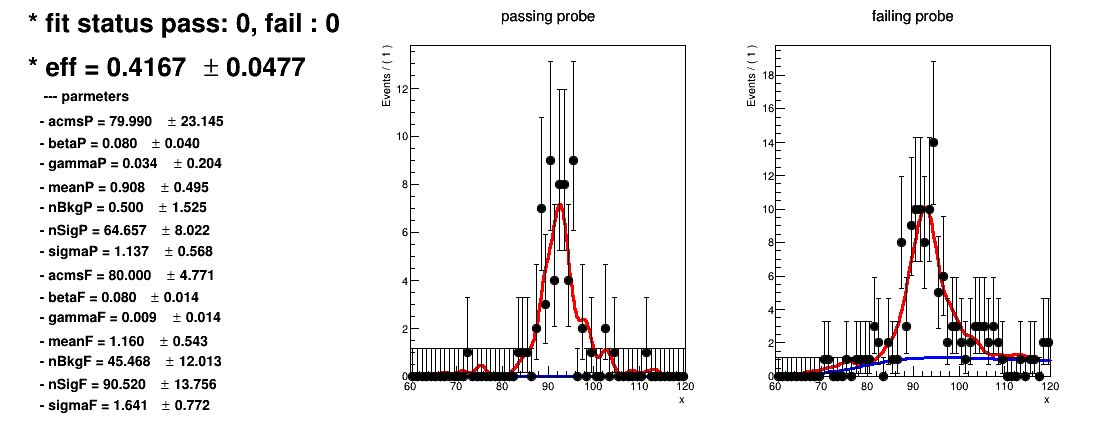 * fit status pass: 0, fail : 0
* eff = 0.4167 ± 0.0477
--- parmeters
- acmsP = 79.990 ± 23.145
- betaP = 0.080 ± 0.040
- gammaP = 0.034 ± 0.204
- meanP = 0.908 ± 0.495
- nBkgP = 0.500 ± 1.525
- nSigP = 64.657 ± 8.022
- sigmaP = 1.137 ± 0.568
- acmsF = 80.000 ± 4.771
- betaF = 0.080 ± 0.014
- gammaF = 0.009 ± 0.014
- meanF = 1.160 ± 0.543
- nBkgF = 45.468 ± 12.013
- nSigF = 90.520 ± 13.756
- sigmaF = 1.641 ± 0.772
passing probe
Events / ( 1 )
12
10
8
6
4
2
0
60 70 80 90 100 110 120
x
failing probe
Events / ( 1 )
18
16
14
12
10
8
6
4
2
0
60 70 80 90 100 110 120
x